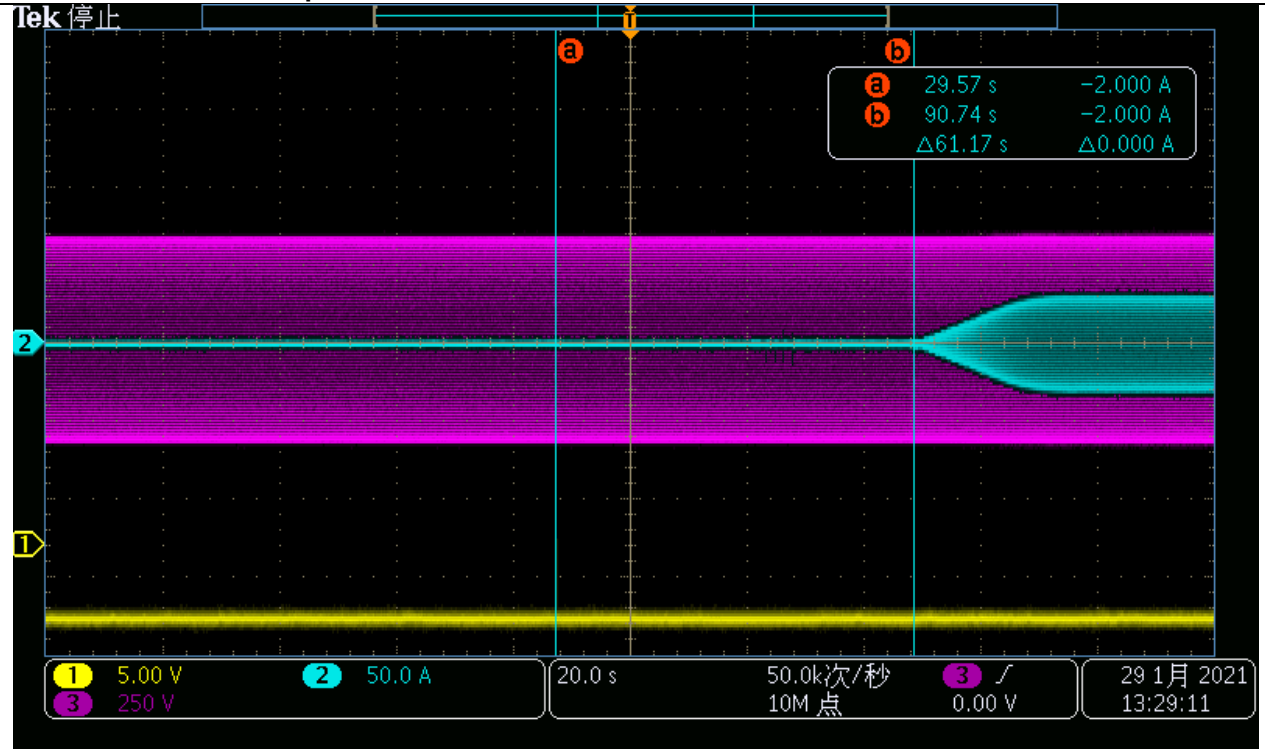 Tek 停止
T
a b
a 29.57 s -2.000 A
b 90.74 s -2.000 A
△61.17 s △0.000 A
2
1
1 5.00 V 2 50.0 A 20.0 s 50.0k次/秒 3 29 1月 2021
3 250 V 10M 点 0.00 V 13:29:11